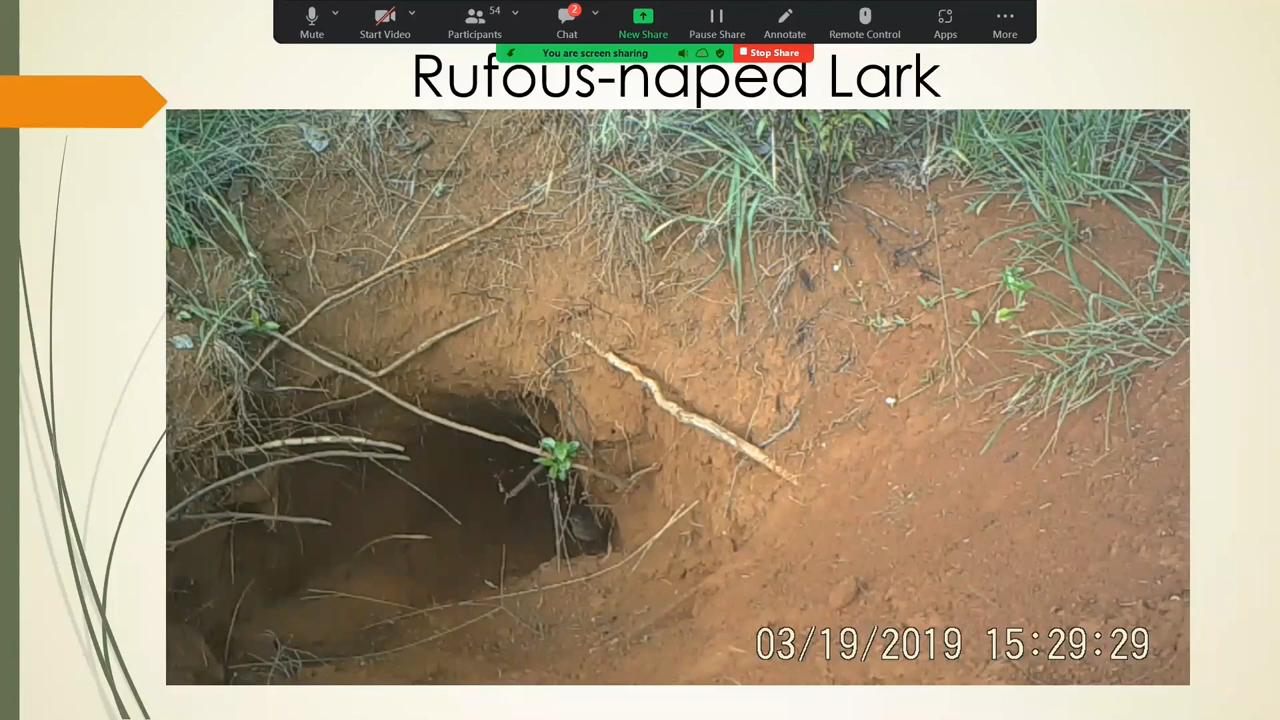 54
2
Mute
Start Video
Participants
Chat
New Share
Pause Share
Annotate
Remote Control
Apps
More
You are screen sharing
Stop Share
Rufous-naped Lark
03/19/2019 15:29:29